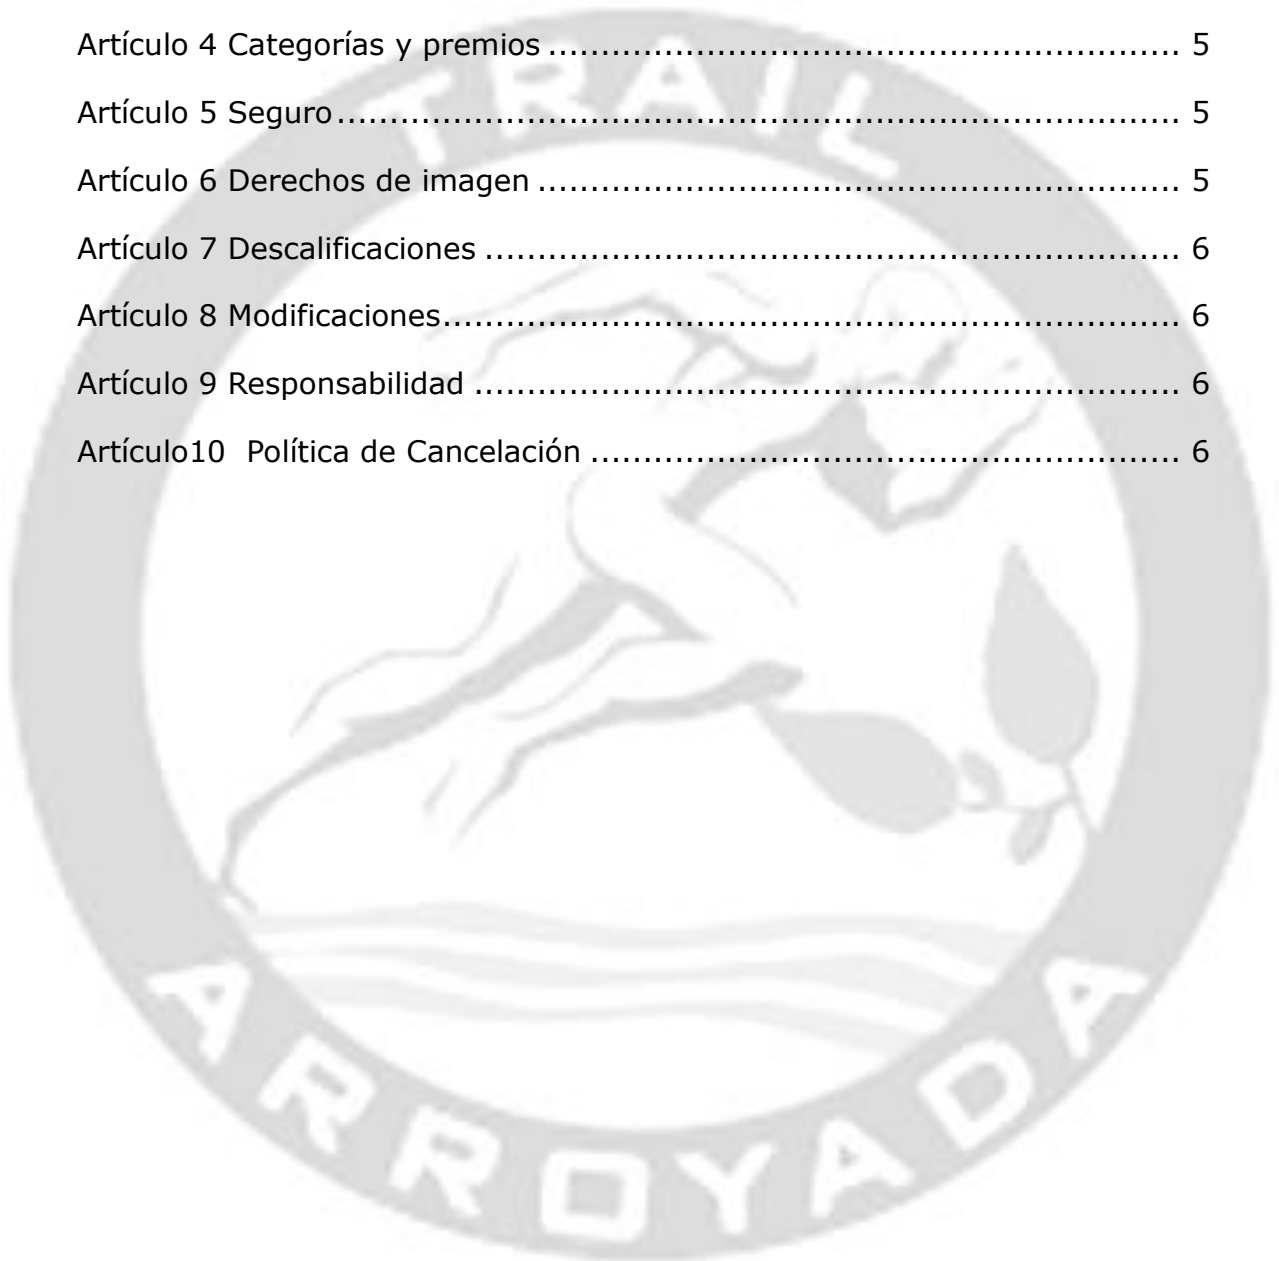 Artículo 4 Categorías y premios ............................................................ 5
Artículo 5 Seguro ................................................................................ 5
Artículo 6 Derechos de imagen ............................................................. 5
Artículo 7 Descalificaciones .................................................................. 6
Artículo 8 Modificaciones ...................................................................... 6
Artículo 9 Responsabilidad ................................................................... 6
Artículo10  Política de Cancelación ........................................................ 6
TRAIL
ARROYADA